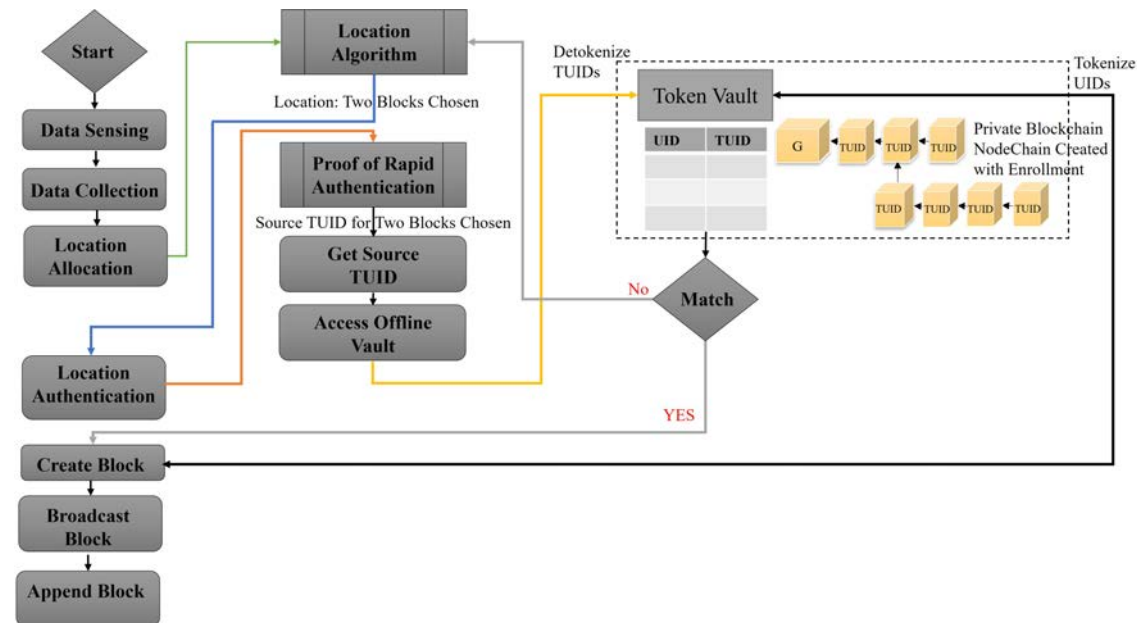 Start
Data Sensing
Data Collection
Location
Allocation
Location
Algorithm
Location: Two Blocks Chosen
Proof of Rapid
Authentication
Source TUID for Two Blocks Chosen
Get Source
TUID
Access Offline
Vault
Location
Authentication
Detokenize
TUIDs
Tokenize
UIDs
Token Vault
UID TUID
G TUID TUID TUID
TUID TUID TUID TUID
Private Blockchain
NodeChain Created
with Enrollment
Match
No
YES
Create Block
Broadcast
Block
Append Block